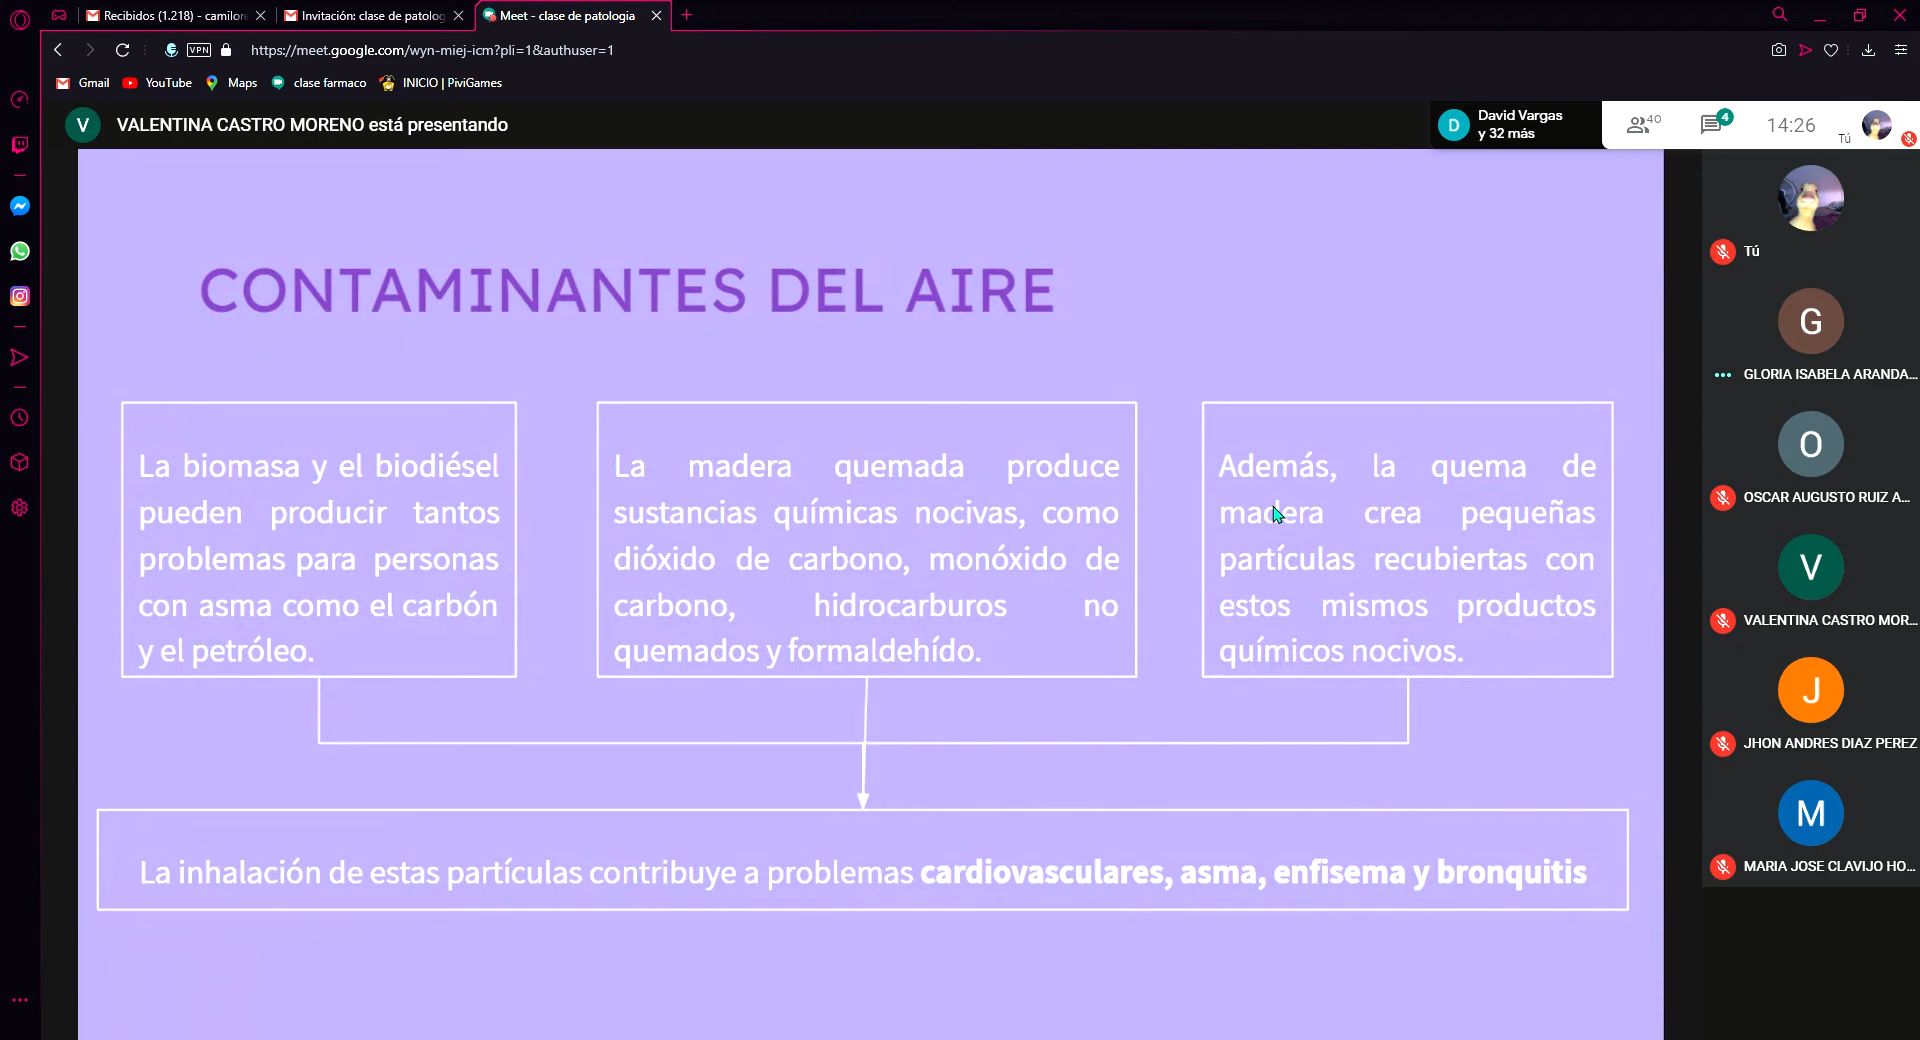 Recibidos (1.218) - camilore
Invitación: clase de patolog
Meet - clase de patologia
VPN
https://meet.google.com/wyn-miej-icm?pli=1&authuser=1
Gmail
YouTube
Maps
clase farmaco
INICIO | PiviGames
V
VALENTINA CASTRO MORENO está presentando
D
David Vargas
y 32 más
40
4
14:26
Tú
CONTAMINANTES DEL AIRE
La biomasa y el biodiésel
pueden producir tantos
problemas para personas
con asma como el carbón
y el petróleo.
La madera quemada produce
sustancias químicas nocivas, como
dióxido de carbono, monóxido de
carbono, hidrocarburos no
quemados y formaldehído.
Además, la quema de
madera crea pequeñas
partículas recubiertas con
estos mismos productos
químicos nocivos.
La inhalación de estas partículas contribuye a problemas cardiovasculares, asma, enfisema y bronquitis
Tú
G
GLORIA ISABELA ARANDA...
O
OSCAR AUGUSTO RUIZ A...
V
VALENTINA CASTRO MOR...
J
JHON ANDRES DIAZ PEREZ
M
MARIA JOSE CLAVIJO HO...